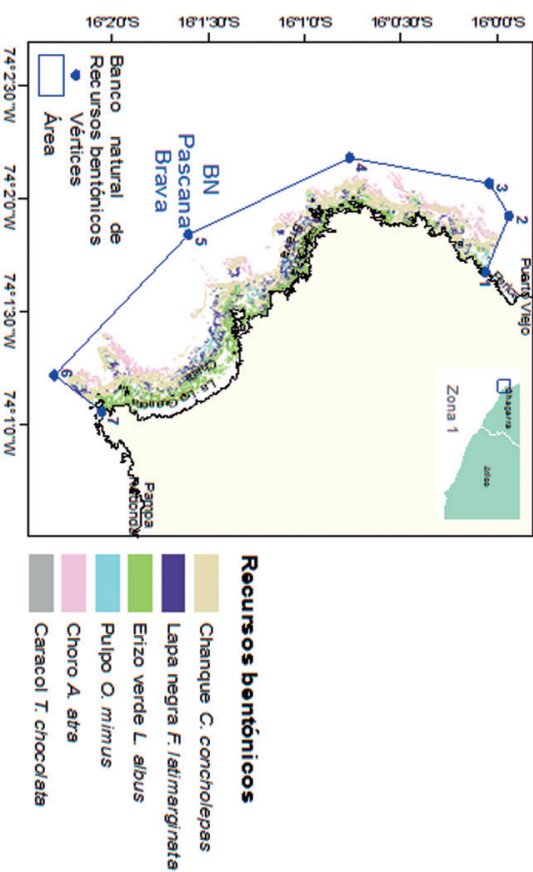 16°2'0"S
16°1'30"S
16°1'0"S
16°0'30"S
16°0'0"S
74°2'30"W
74°2'0"W
74°1'30"W
74°1'0"W
Puerto Viejo
Pampa
Redonda
BN
Pascana
Brava
1
2
3
4
5
6
7
Zona 1
Banco natural de
Recursos bentónicos
Vértices
Área
Recursos bentónicos
Chanque C. concholepas
Lapa negra F. latimarginata
Erizo verde L. albus
Pulpo O. mimus
Choro A. atra
Caracol T. chocolata